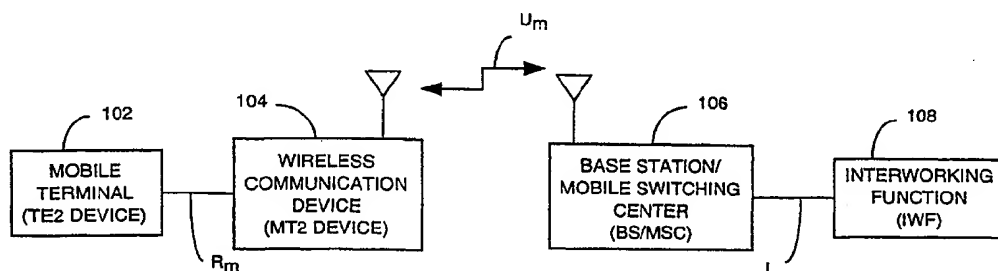 Um
102
104
106
108
MOBILE
TERMINAL
(TE2 DEVICE)
WIRELESS
COMMUNICATION
DEVICE
(MT2 DEVICE)
BASE STATION/
MOBILE SWITCHING
CENTER
(BS/MSC)
INTERWORKING
FUNCTION
(IWF)
Rm
L